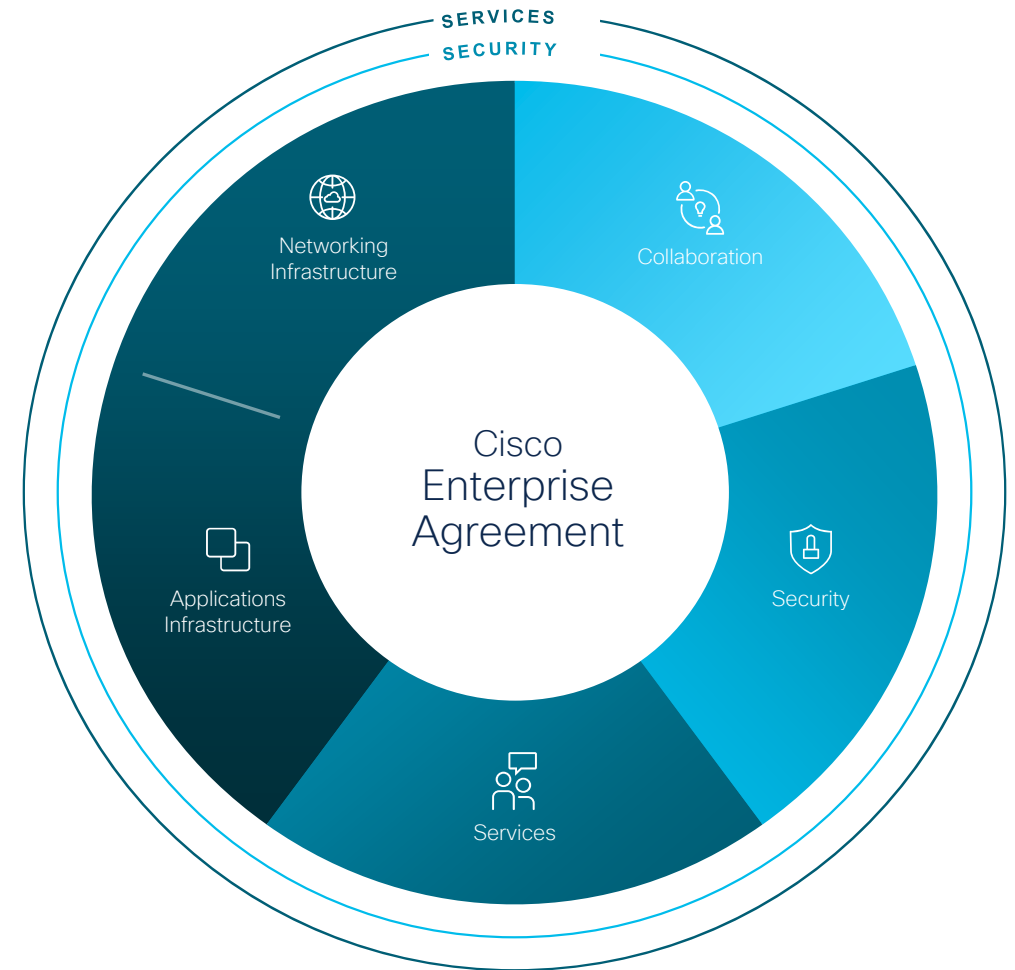 SERVICES
SECURITY
Networking
Infrastructure
Collaboration
Cisco
Enterprise
Agreement
Applications
Infrastructure
Security
Services